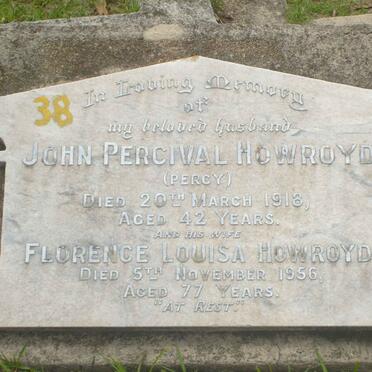 38
In Loving Memory
of
my beloved husband
JOHN PERCIVAL HOWROYD
(PERCY)
DIED 20TH MARCH 1918,
AGED 42 YEARS.
AND HIS WIFE
FLORENCE LOUISA HOWROYD
DIED 5TH NOVEMBER 1956,
AGED 77 YEARS.
"AT REST."